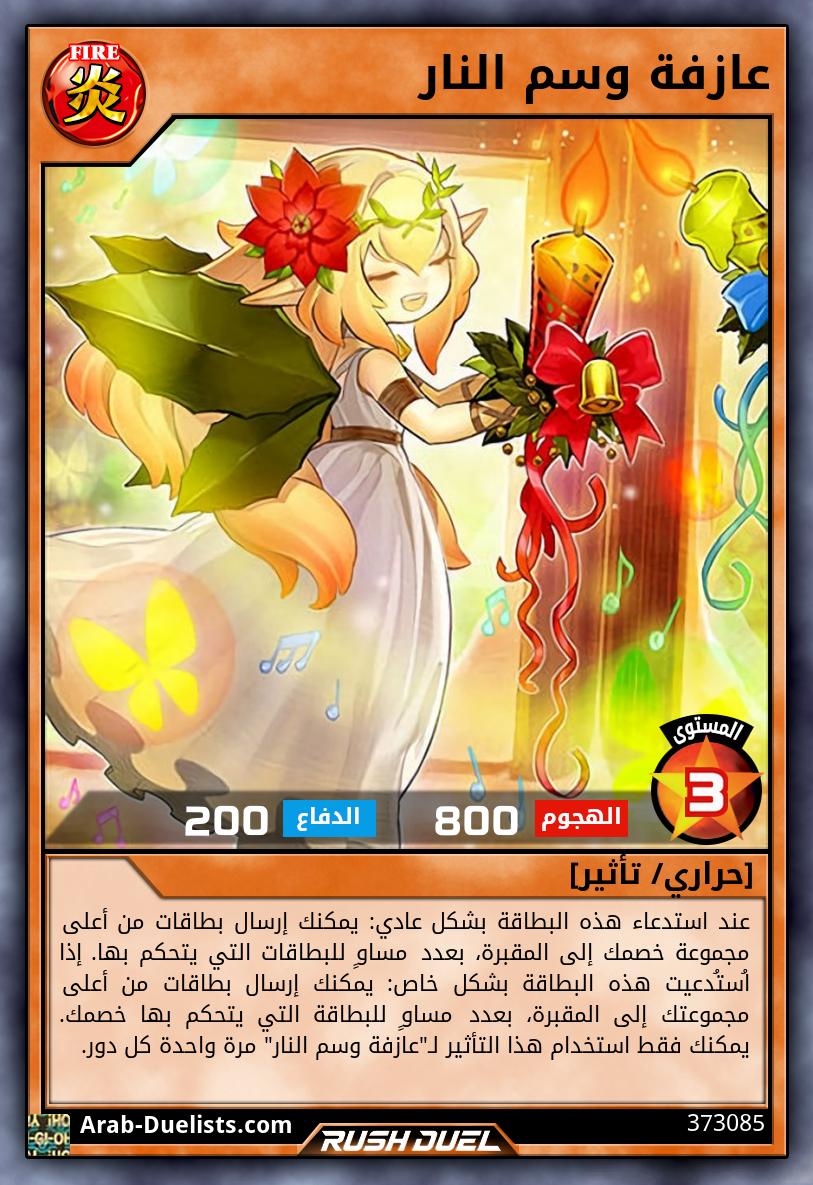 FIRE
炎
عازفة وسم النار
المستوى
3
الهجوم 800 الدفاع 200
[حراري/ تأثير]
عند استدعاء هذه البطاقة بشكل عادي: يمكنك إرسال بطاقات من أعلى
مجموعة خصمك إلى المقبرة، بعدد مساوٍ للبطاقات التي يتحكم بها. إذا
اُستُدعيت هذه البطاقة بشكل خاص: يمكنك إرسال بطاقات من أعلى
مجموعتك إلى المقبرة، بعدد مساوٍ للبطاقة التي يتحكم بها خصمك.
يمكنك فقط استخدام هذا التأثير لـ"عازفة وسم النار" مرة واحدة كل دور.
Arab-Duelists.com
RUSH DUEL
373085